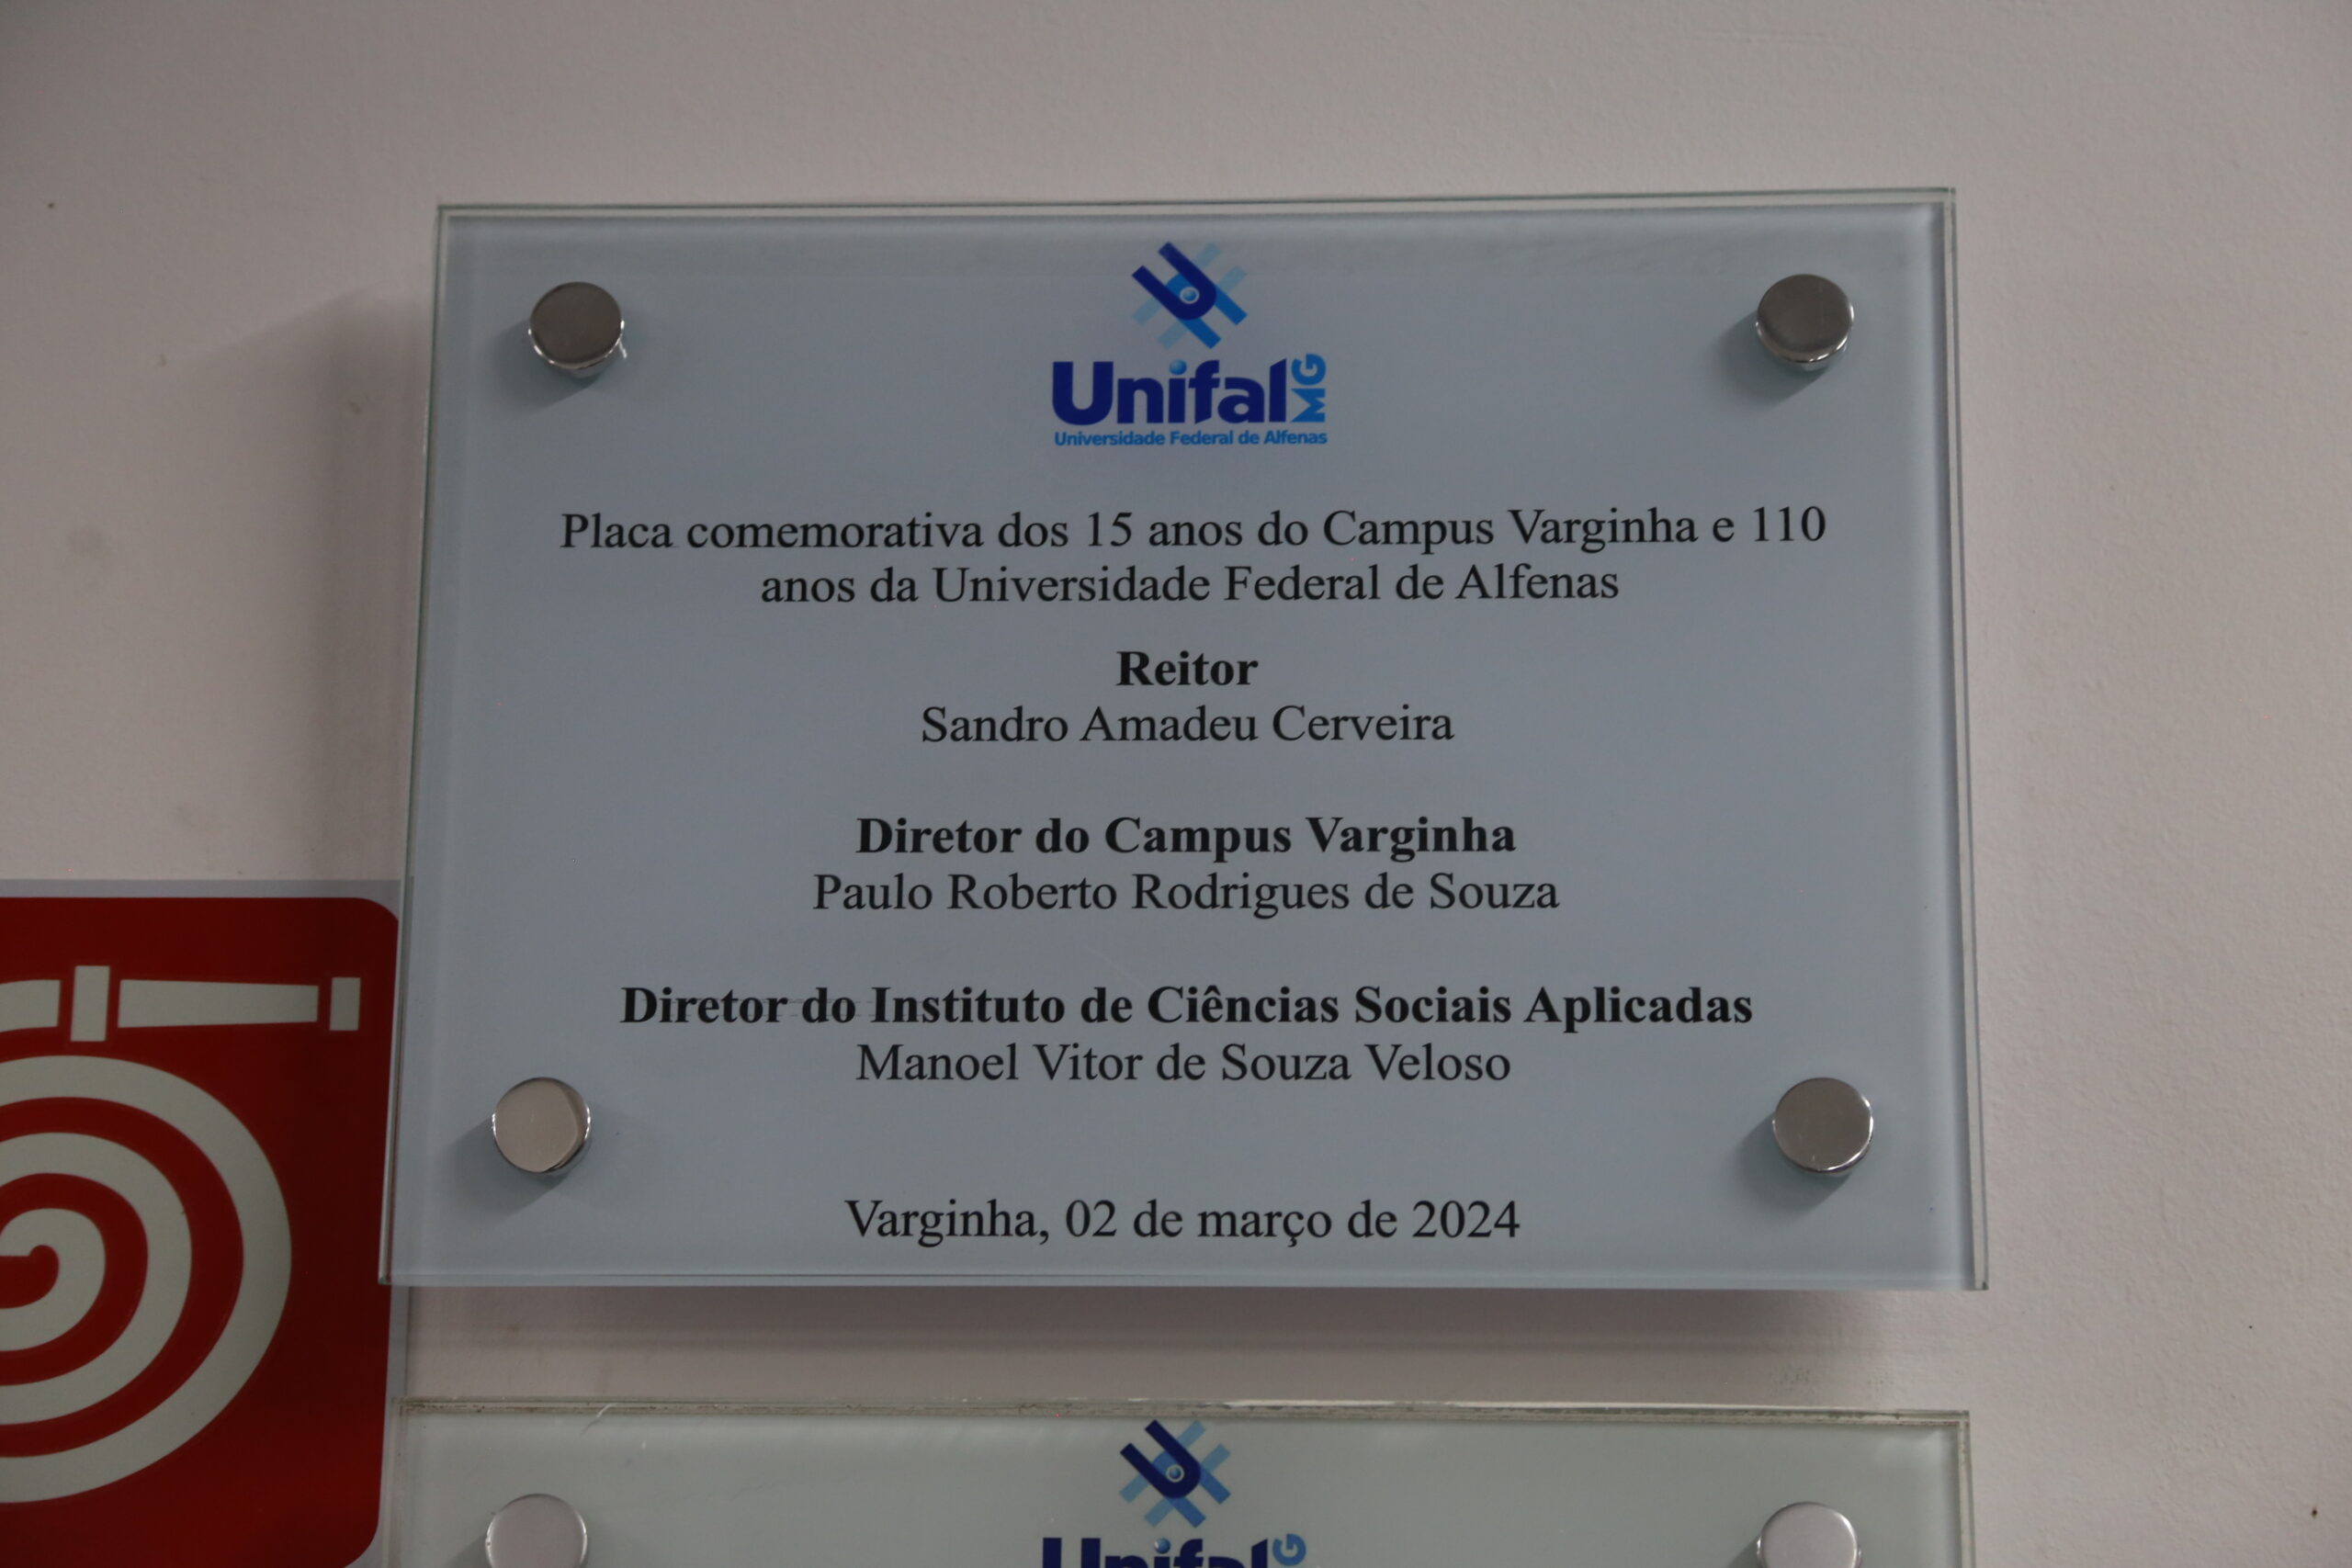 Unifal MG
Universidade Federal de Alfenas
Placa comemorativa dos 15 anos do Campus Varginha e 110
anos da Universidade Federal de Alfenas
Reitor
Sandro Amadeu Cerveira
Diretor do Campus Varginha
Paulo Roberto Rodrigues de Souza
Diretor do Instituto de Ciências Sociais Aplicadas
Manoel Vitor de Souza Veloso
Varginha, 02 de março de 2024
Unifal G